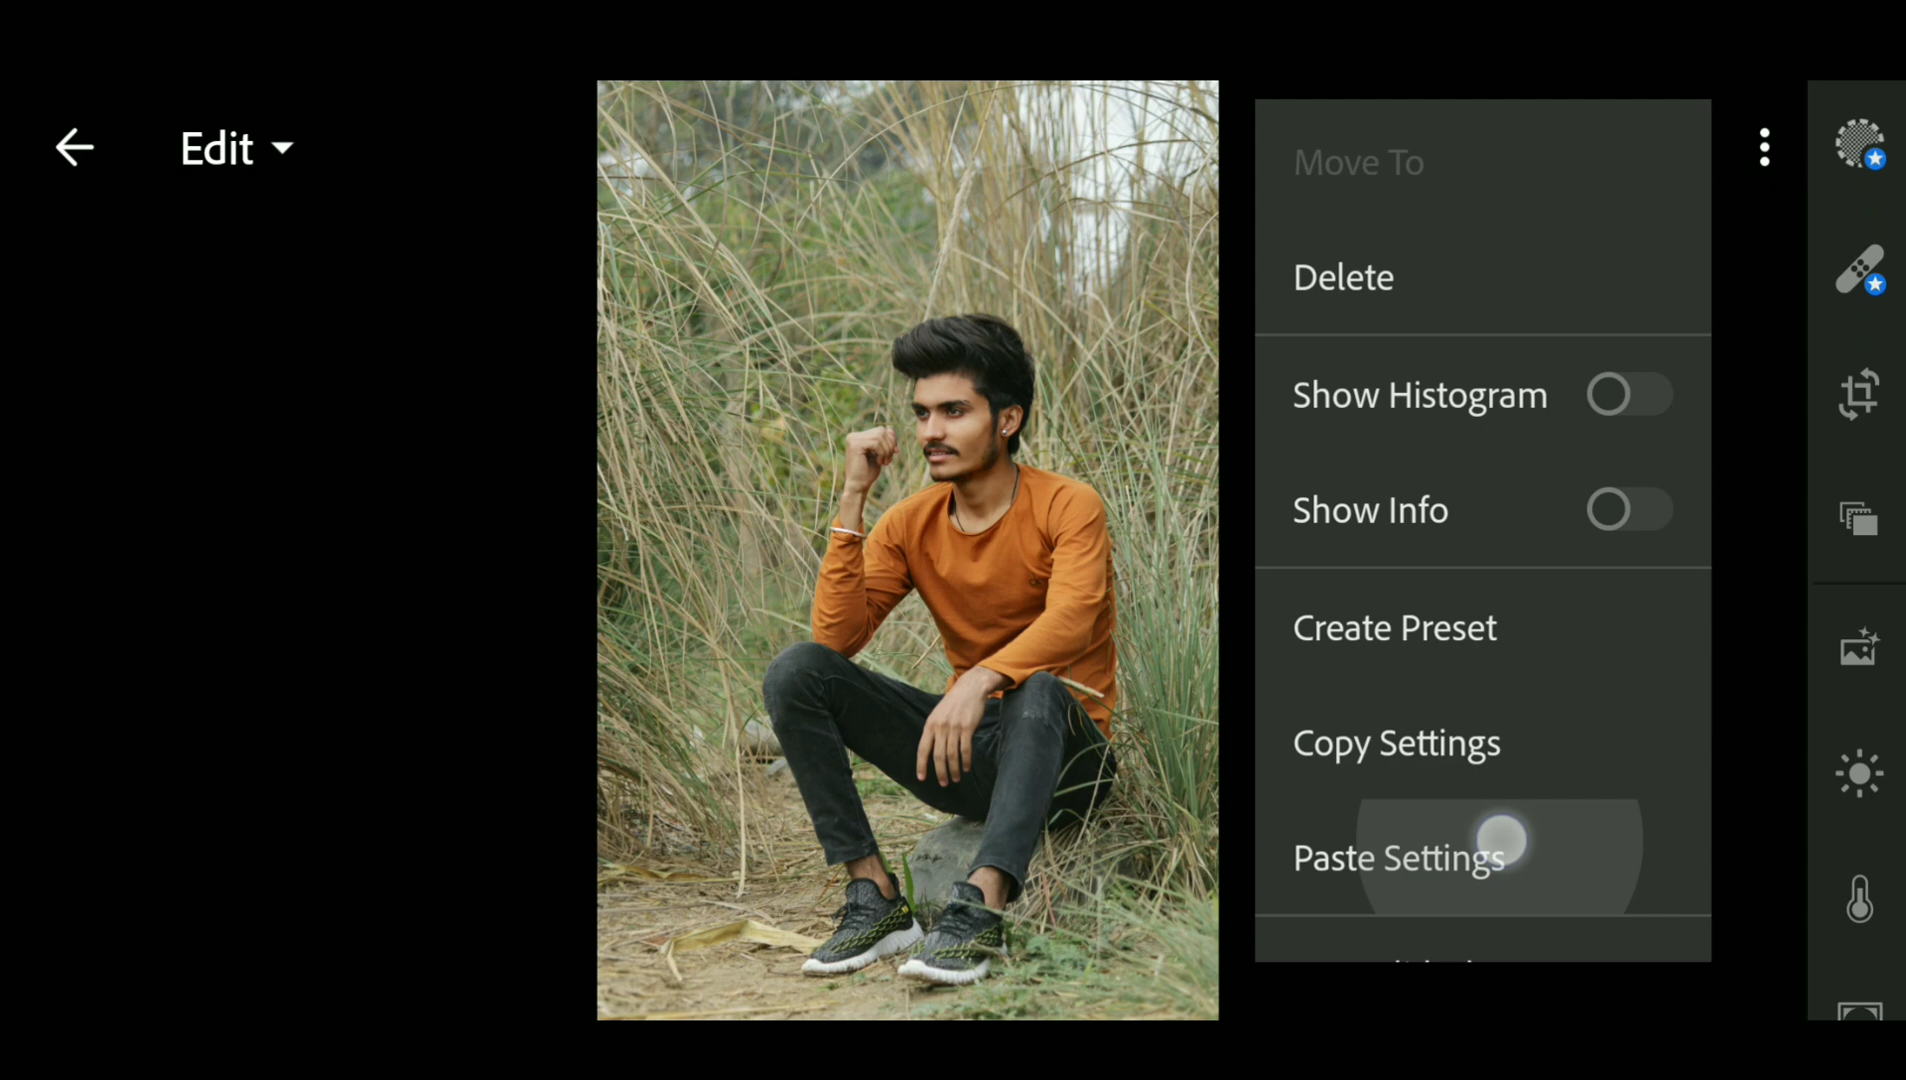 Edit
Move To
Delete
Show Histogram
Show Info
Create Preset
Copy Settings
Paste Settings